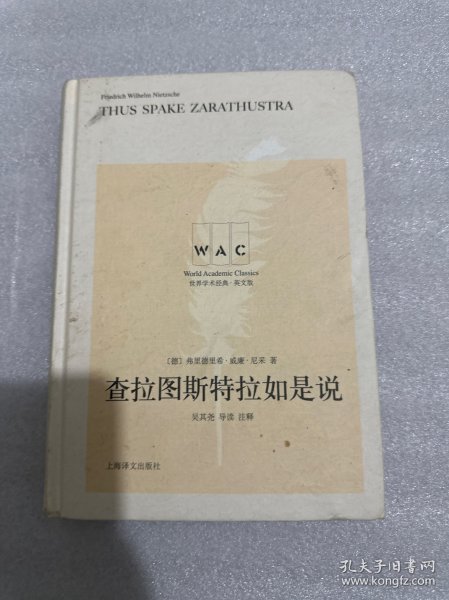 Friedrich Wilhelm Nietzsche
THUS SPAKE ZARATHUSTRA
WAC
World Academic Classics
世界学术经典·英文版
〔德〕弗里德里希·威廉·尼采 著
查拉图斯特拉如是说
吴其尧 导读 注释
上海译文出版社
孔夫子旧书网
www.kongfz.com